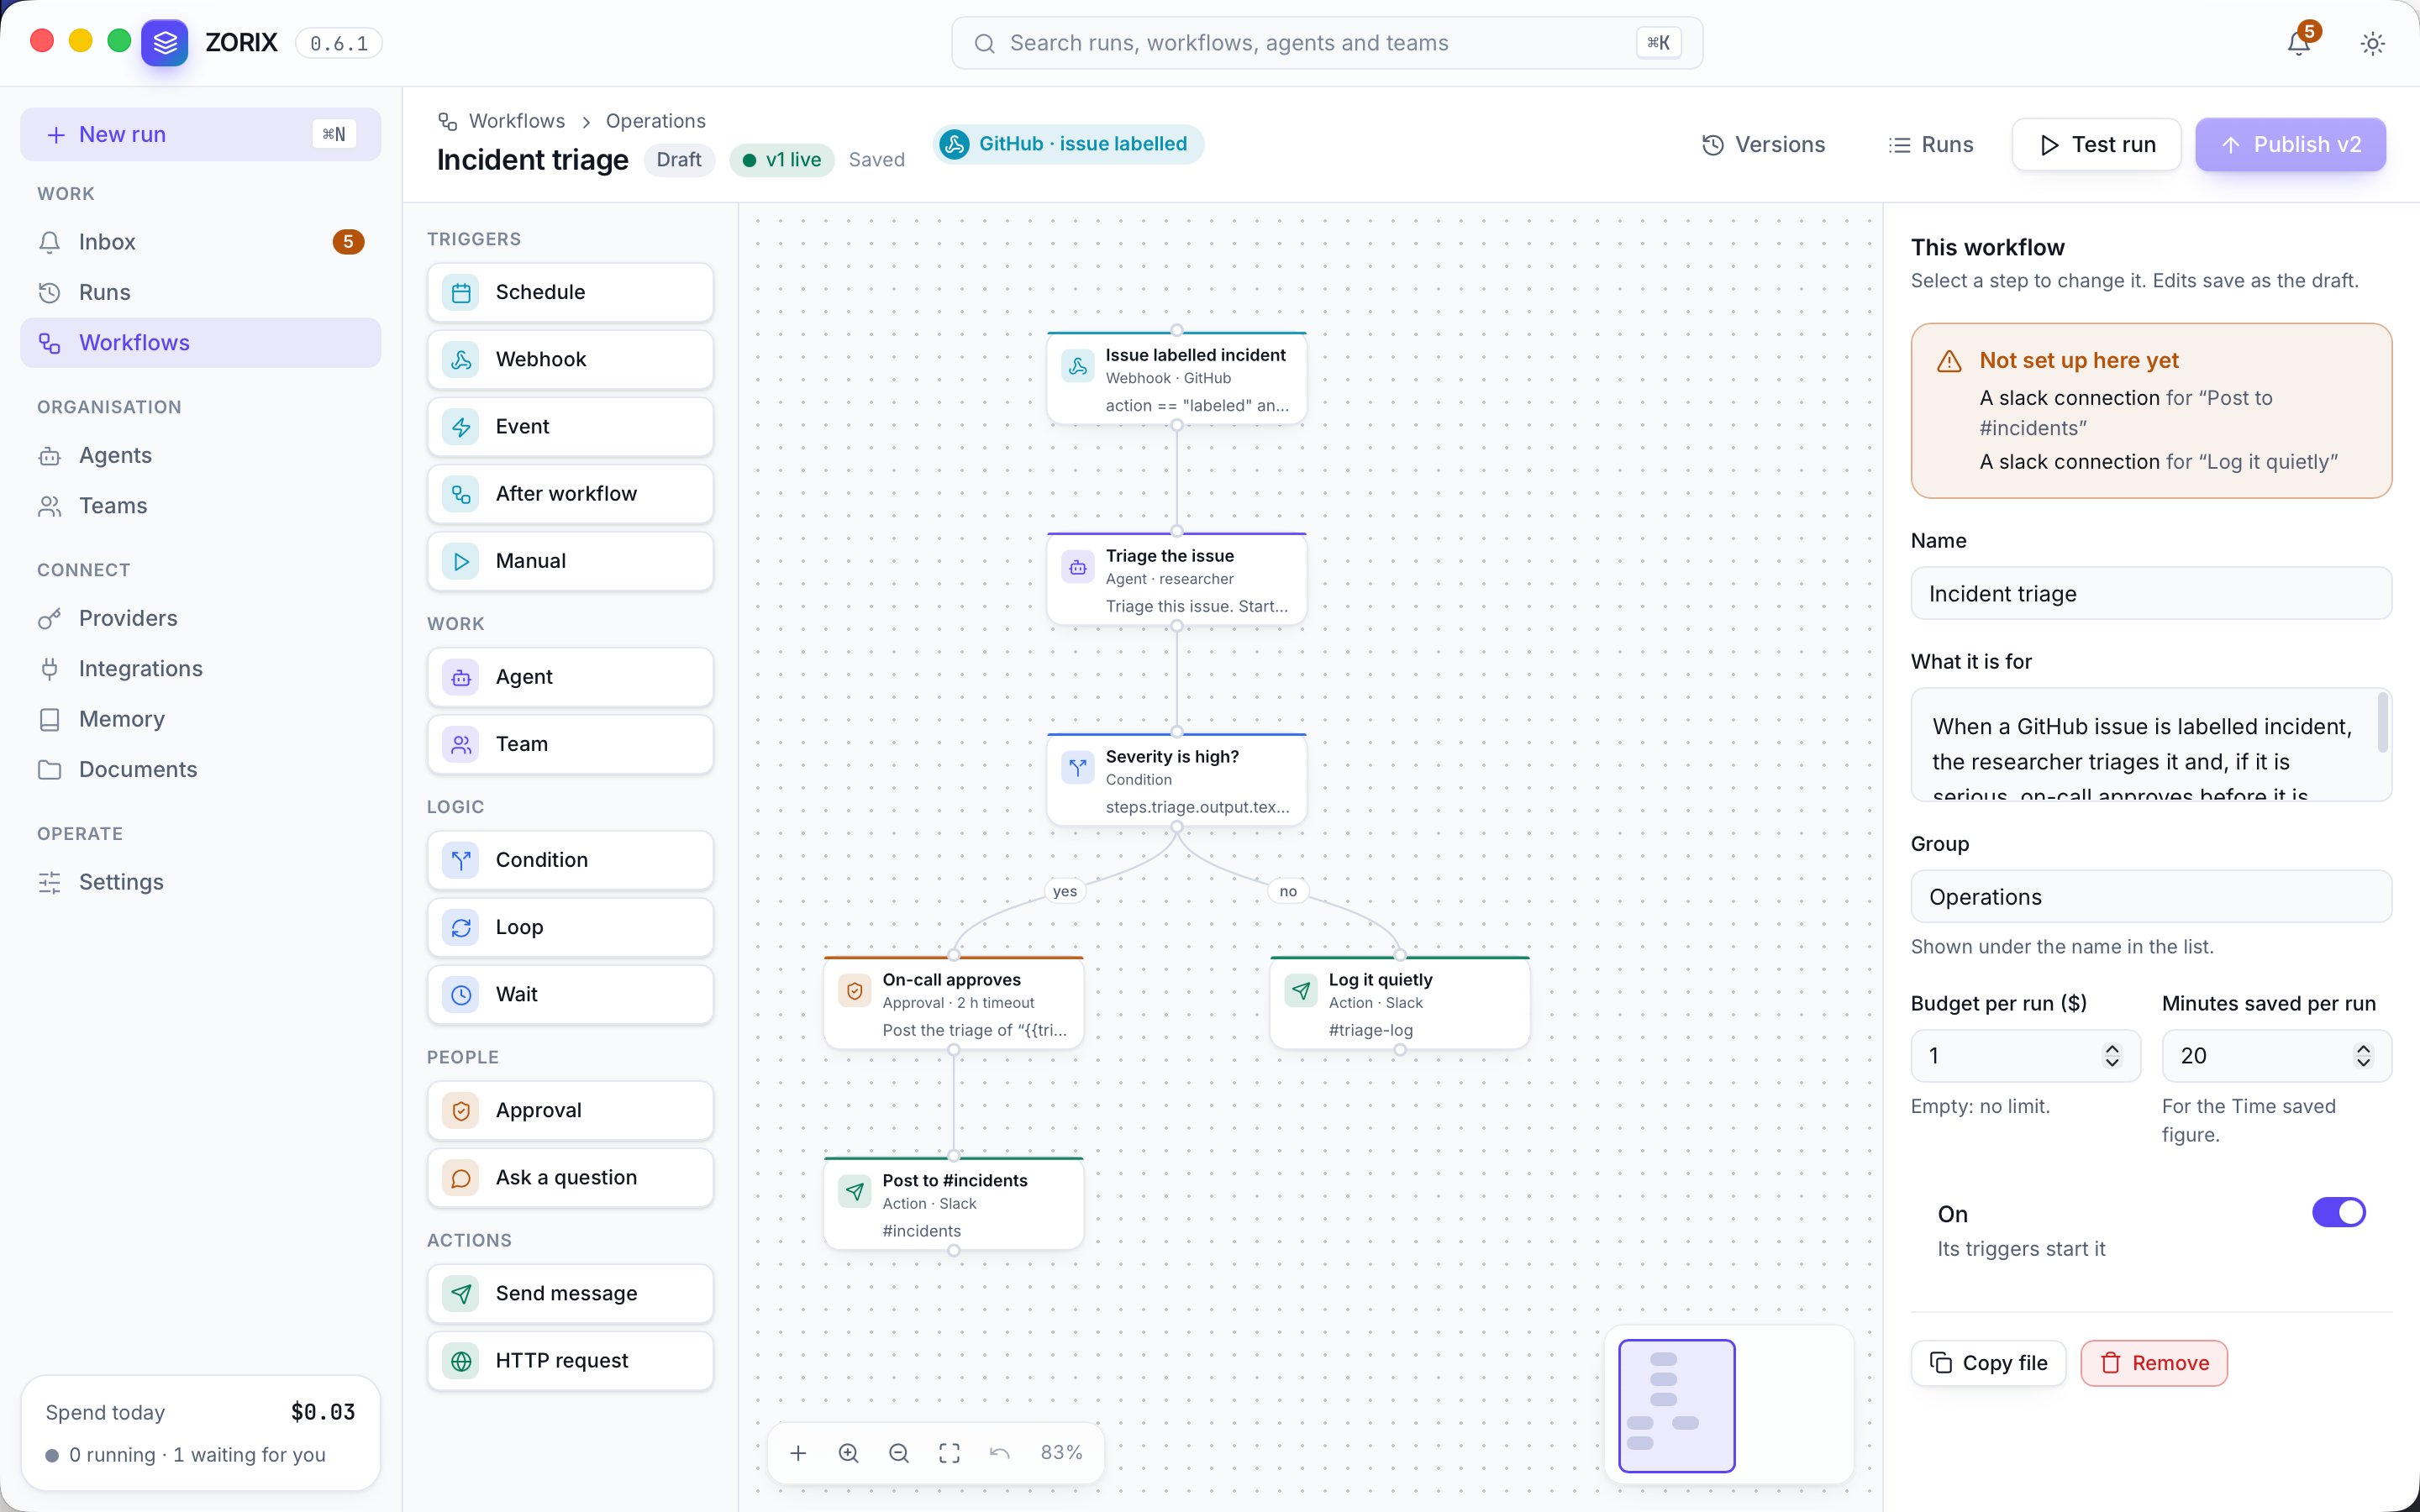 ZORIX 0.6.1
Search runs, workflows, agents and teams ⌘K
5
New run ⌘N
WORK
Inbox 5
Runs
Workflows
ORGANISATION
Agents
Teams
CONNECT
Providers
Integrations
Memory
Documents
OPERATE
Settings
Spend today $0.03
0 running · 1 waiting for you
Workflows > Operations
Incident triage Draft v1 live Saved
GitHub · issue labelled
Versions
Runs
Test run
Publish v2
TRIGGERS
Schedule
Webhook
Event
After workflow
Manual
WORK
Agent
Team
LOGIC
Condition
Loop
Wait
PEOPLE
Approval
Ask a question
ACTIONS
Send message
HTTP request
Issue labelled incident
Webhook · GitHub
action == "labeled" an...
Triage the issue
Agent · researcher
Triage this issue. Start...
Severity is high?
Condition
steps.triage.output.tex...
yes
no
On-call approves
Approval · 2 h timeout
Post the triage of “{{tri...
Log it quietly
Action · Slack
#triage-log
Post to #incidents
Action · Slack
#incidents
83%
This workflow
Select a step to change it. Edits save as the draft.
Not set up here yet
A slack connection for “Post to
#incidents”
A slack connection for “Log it quietly”
Name
Incident triage
What it is for
When a GitHub issue is labelled incident,
the researcher triages it and, if it is
serious, on-call approves before it is
Group
Operations
Shown under the name in the list.
Budget per run ($)
1
Empty: no limit.
Minutes saved per run
20
For the Time saved
figure.
On
Its triggers start it
Copy file
Remove